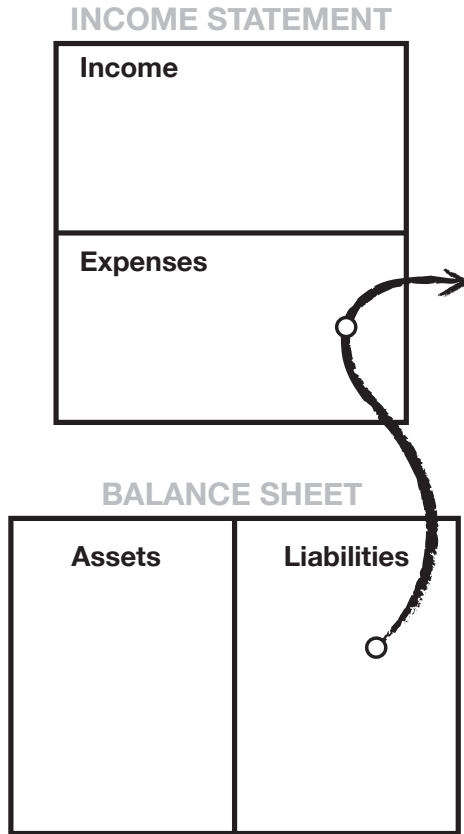 INCOME STATEMENT
Income
Expenses
BALANCE SHEET
Assets
Liabilities